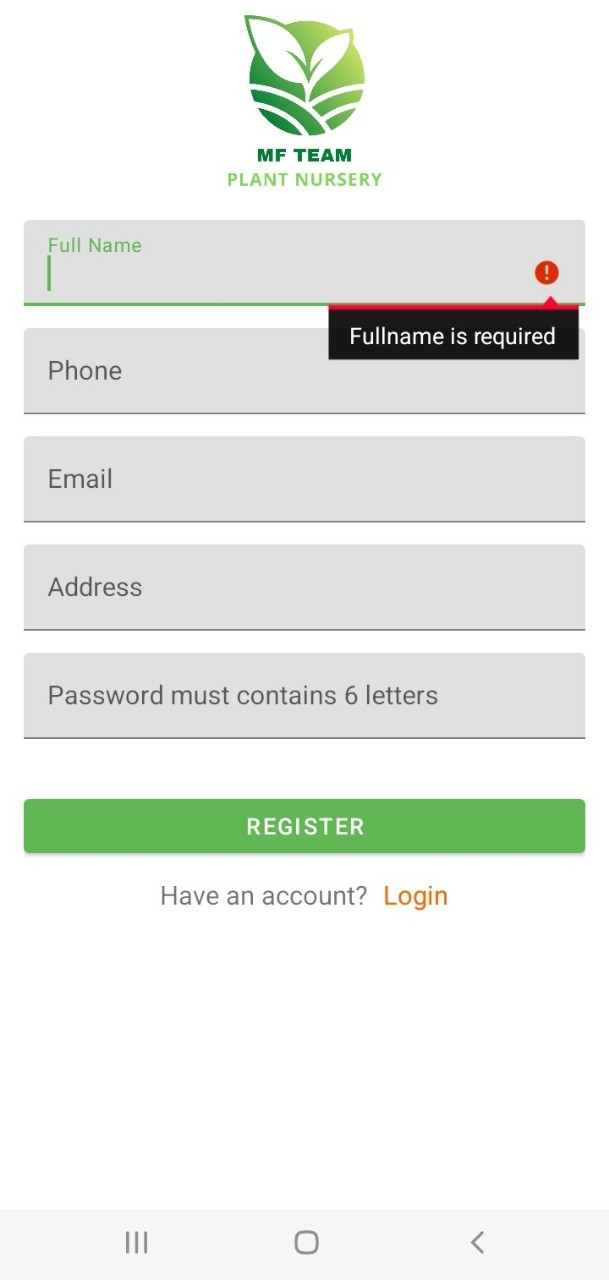 MF TEAM
PLANT NURSERY
Full Name
Fullname is required
Phone
Email
Address
Password must contains 6 letters
REGISTER
Have an account? Login